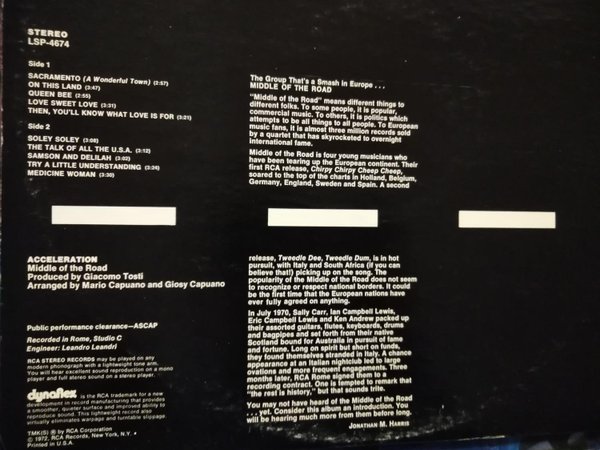 STEREO
LSP-4674
Side 1
SACRAMENTO (A Wonderful Town) (2:57)
ON THIS LAND (3:47)
QUEEN BEE (2:55)
LOVE SWEET LOVE (3:31)
THEN, YOU'LL KNOW WHAT LOVE IS FOR (3:21)
Side 2
SOLEY SOLEY (3:08)
THE TALK OF ALL THE U.S.A. (3:12)
SAMSON AND DELILAH (3:02)
TRY A LITTLE UNDERSTANDING (3:24)
MEDICINE WOMAN (3:30)
The Group That's a Smash in Europe . . .
MIDDLE OF THE ROAD
"Middle of the Road" means different things to
different folks. To some people, it is popular,
commercial music. To others, it is politics which
attempts to be all things to all people. To European
music fans, it is almost three million records sold
by a quartet that has skyrocketed to overnight
international fame.
Middle of the Road is four young musicians who
have been tearing up the European continent. Their
first RCA release, Chirpy Chirpy Cheep Cheep,
soared to the top of the charts in Holland, Belgium,
Germany, England, Sweden and Spain. A second
ACCELERATION
Middle of the Road
Produced by Giacomo Tosti
Arranged by Mario Capuano and Giosy Capuano
Public performance clearance—ASCAP
Recorded in Rome, Studio C
Engineer: Leandro Leandri
RCA STEREO RECORDS may be played on any
modern phonograph with a lightweight tone arm.
You will hear excellent sound reproduction on a mono
player and full stereo sound on a stereo player.
dynaflex is the RCA trademark for a new
development in record manufacturing that provides
a smoother, quieter surface and improved ability to
reproduce sound. This lightweight record also
virtually eliminates warpage and turntable slippage.
TMK(S) ® by RCA Corporation
© 1972, RCA Records, New York, N.Y. •
Printed in U.S.A.
release, Tweedle Dee, Tweedle Dum, is in hot
pursuit, with Italy and South Africa (if you can
believe that!) picking up on the song. The
popularity of the Middle of the Road does not seem
to recognize or respect national borders. It could
be the first time that the European nations have
ever fully agreed on anything.
In July 1970, Sally Carr, Ian Campbell Lewis,
Eric Campbell Lewis and Ken Andrew packed up
their assorted guitars, flutes, keyboards, drums
and bagpipes and set forth from their native
Scotland bound for Australia in pursuit of fame
and fortune. Long on spirit but short on funds,
they found themselves stranded in Italy. A chance
appearance at an Italian nightclub led to large
ovations and more frequent engagements. Three
months later, RCA Rome signed them to a
recording contract. One is tempted to remark that
"the rest is history," but that sounds trite.
You may not have heard of the Middle of the Road
. . . yet. Consider this album an introduction. You
will be hearing much more from them before long.
JONATHAN M. HARRIS